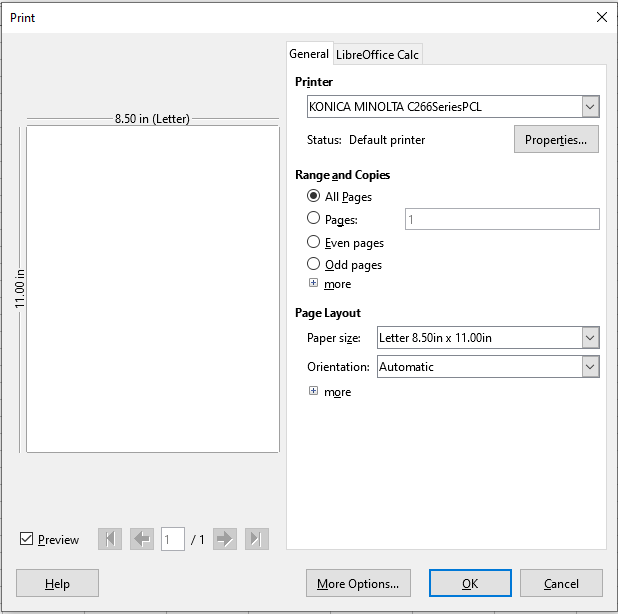 Print
General
LibreOffice Calc
Printer
KONICA MINOLTA C266SeriesPCL
Status: Default printer
Properties...
Range and Copies
All Pages
Pages:
1
Even pages
Odd pages
more
Page Layout
Paper size:
Letter 8.50in x 11.00in
Orientation:
Automatic
more
8.50 in (Letter)
11.00 in
Preview
1
/ 1
Help
More Options...
OK
Cancel